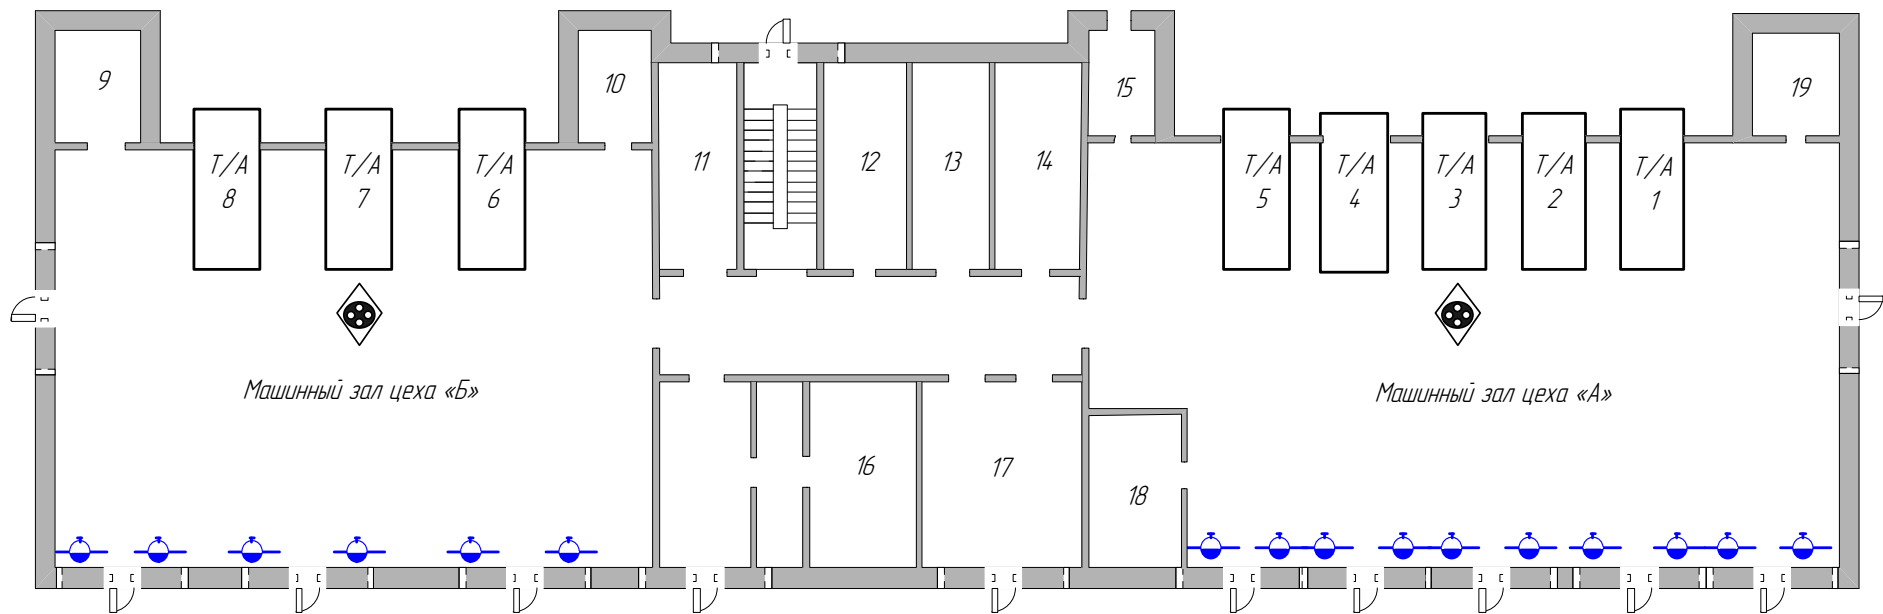 9
10
15
19
11
12
13
14
Т/А
8
Т/А
7
Т/А
6
Т/А
5
Т/А
4
Т/А
3
Т/А
2
Т/А
1
Машинный зал цеха «Б»
Машинный зал цеха «А»
16
17
18